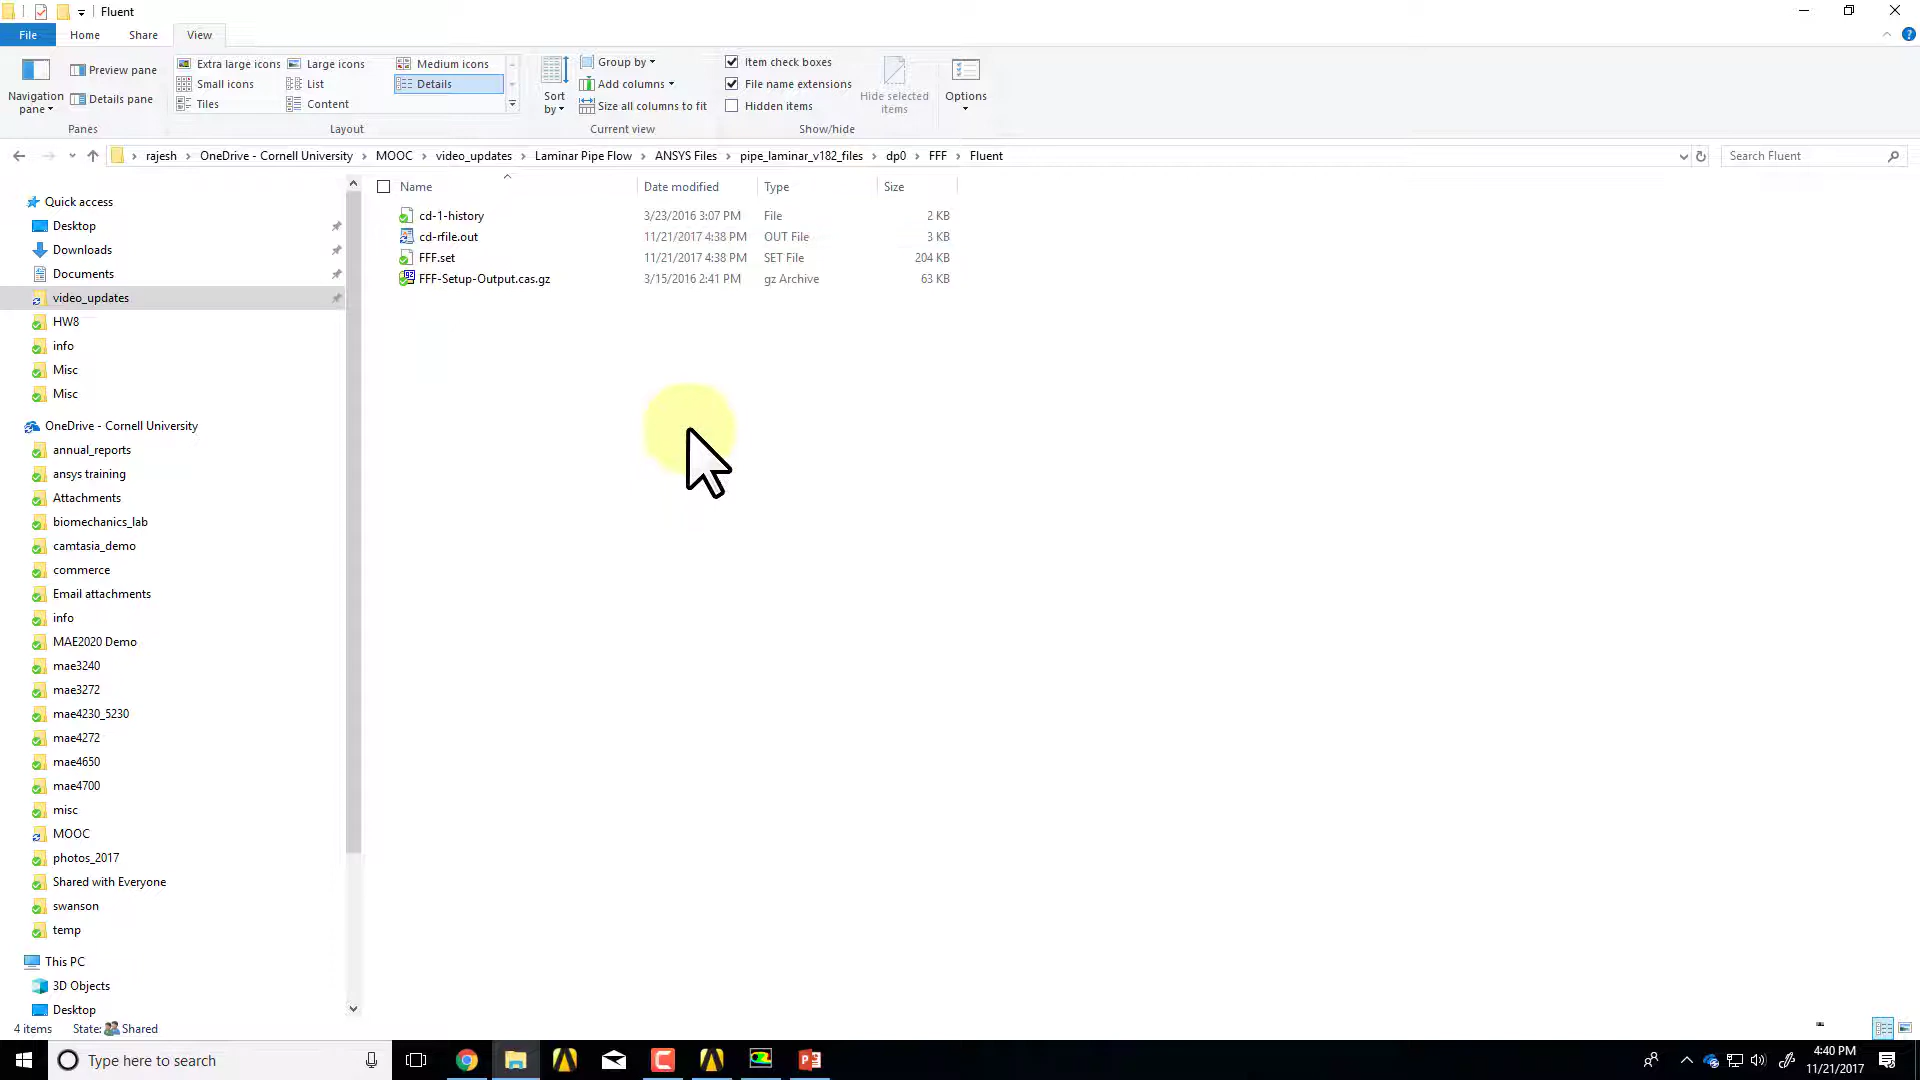 Fluent
File Home Share View
Navigation pane
Preview pane
Details pane
Panes
Extra large icons Large icons Medium icons
Small icons List Details
Tiles Content
Layout
Sort by
Group by
Add columns
Size all columns to fit
Current view
Item check boxes
File name extensions
Hidden items
Hide selected items
Show/hide
Options
rajesh OneDrive - Cornell University MOOC video_updates Laminar Pipe Flow ANSYS Files pipe_laminar_v182_files dp0 FFF Fluent
Search Fluent
Name Date modified Type Size
cd-1-history 3/23/2016 3:07 PM File 2 KB
cd-rfile.out 11/21/2017 4:38 PM OUT File 3 KB
FFF.set 11/21/2017 4:38 PM SET File 204 KB
FFF-Setup-Output.cas.gz 3/15/2016 2:41 PM gz Archive 63 KB
Quick access
Desktop
Downloads
Documents
video_updates
HW8
info
Misc
Misc
OneDrive - Cornell University
annual_reports
ansys training
Attachments
biomechanics_lab
camtasia_demo
commerce
Email attachments
info
MAE2020 Demo
mae3240
mae3272
mae4230_5230
mae4272
mae4650
mae4700
misc
MOOC
photos_2017
Shared with Everyone
swanson
temp
This PC
3D Objects
Desktop
4 items State: Shared
Type here to search
4:40 PM
11/21/2017